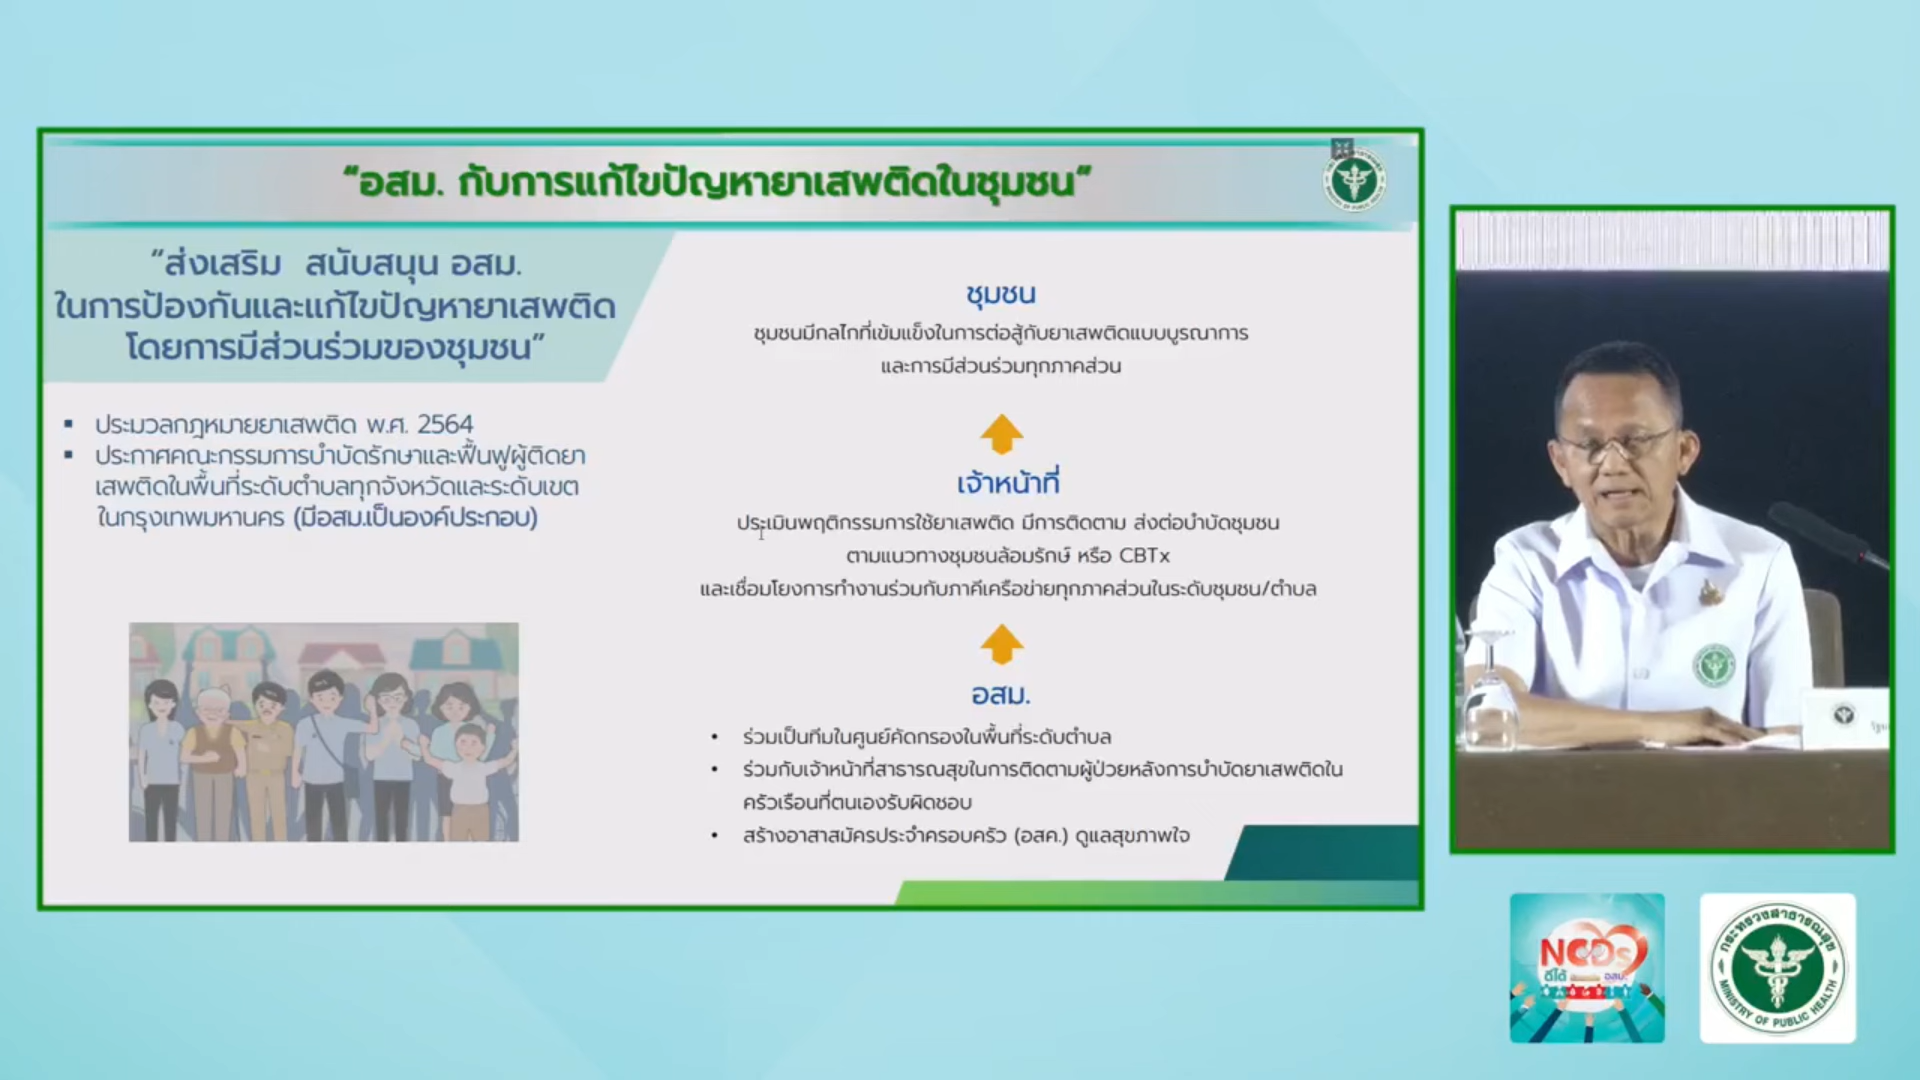 “อสม. กับการแก้ไขปัญหายาเสพติดในชุมชน”
“ส่งเสริม สนับสนุน อสม.
ในการป้องกันและแก้ไขปัญหายาเสพติด
โดยการมีส่วนร่วมของชุมชน”
▪ ประมวลกฎหมายยาเสพติด พ.ศ. 2564
▪ ประกาศคณะกรรมการบำบัดรักษาและฟื้นฟูผู้ติดยา
เสพติดในพื้นที่ระดับตำบลทุกจังหวัดและระดับเขต
ในกรุงเทพมหานคร (มีอสม.เป็นองค์ประกอบ)
ชุมชน
ชุมชนมีกลไกที่เข้มแข็งในการต่อสู้กับยาเสพติดแบบบูรณาการ
และการมีส่วนร่วมทุกภาคส่วน
เจ้าหน้าที่
ประเมินพฤติกรรมการใช้ยาเสพติด มีการติดตาม ส่งต่อบำบัดชุมชน
ตามแนวทางชุมชนล้อมรักษ์ หรือ CBTx
และเชื่อมโยงการทำงานร่วมกับภาคีเครือข่ายทุกภาคส่วนในระดับชุมชน/ตำบล
อสม.
• ร่วมเป็นทีมในศูนย์คัดกรองในพื้นที่ระดับตำบล
• ร่วมกับเจ้าหน้าที่สาธารณสุขในการติดตามผู้ป่วยหลังการบำบัดยาเสพติดใน
ครัวเรือนที่ตนเองรับผิดชอบ
• สร้างอาสาสมัครประจำครอบครัว (อสค.) ดูแลสุขภาพใจ
NCDs
ดีได้ อสม.
กระทรวงสาธารณสุข
MINISTRY OF PUBLIC HEALTH